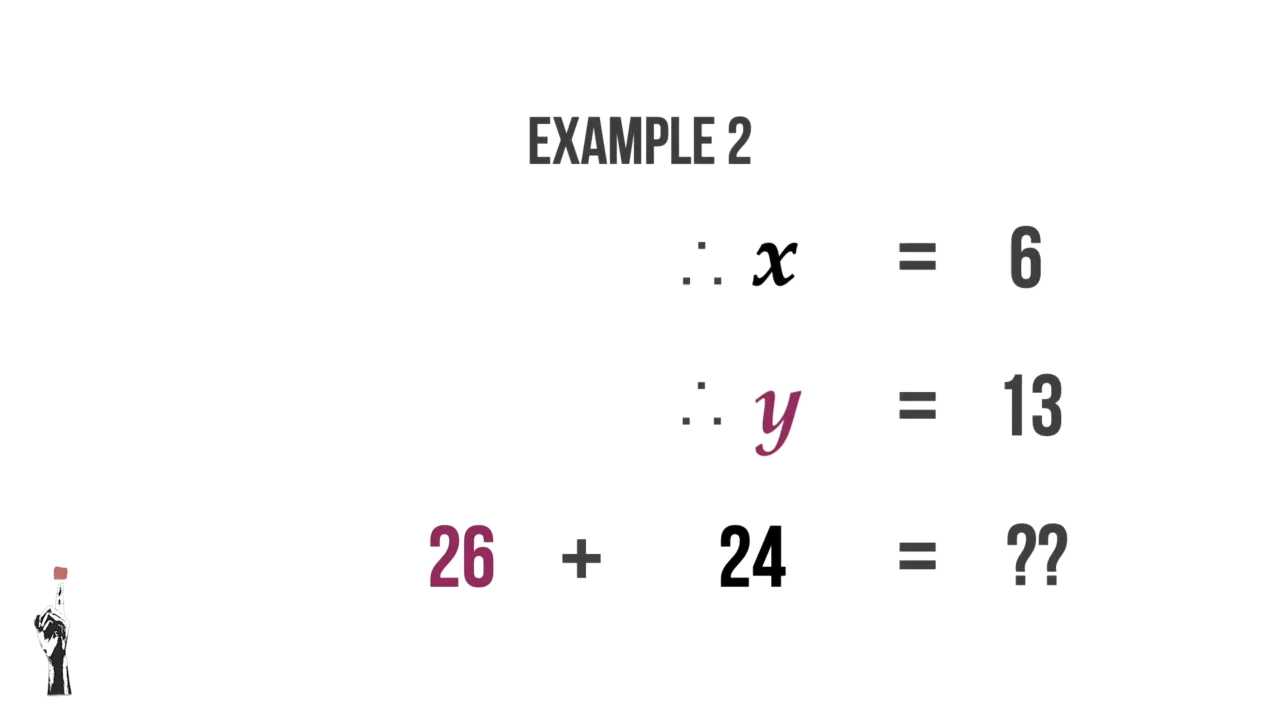 EXAMPLE 2
∴ x = 6
∴ y = 13
26 + 24 = ??